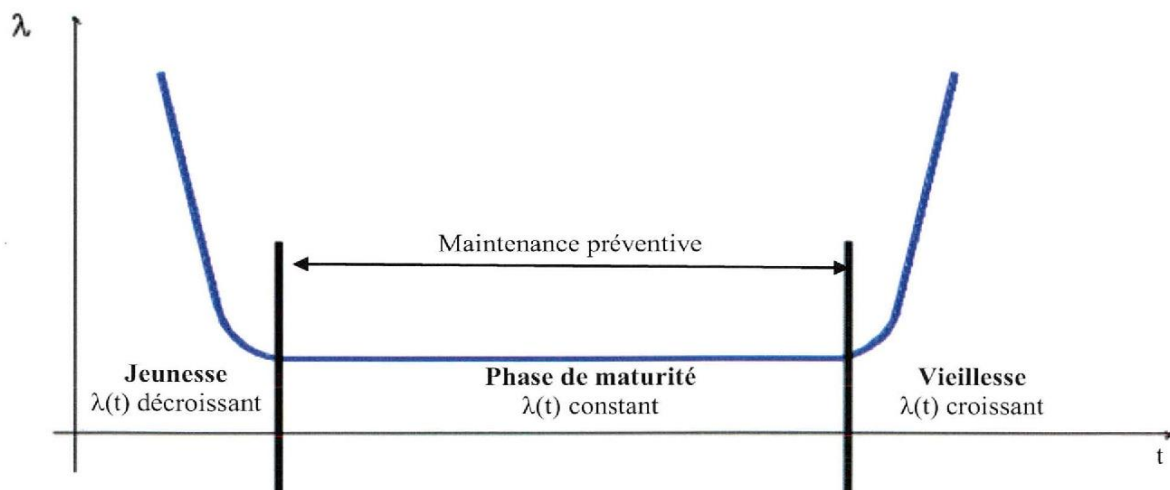 λ
Maintenance préventive
Jeunesse
λ(t) décroissant
Phase de maturité
λ(t) constant
Vieillesse
λ(t) croissant
t